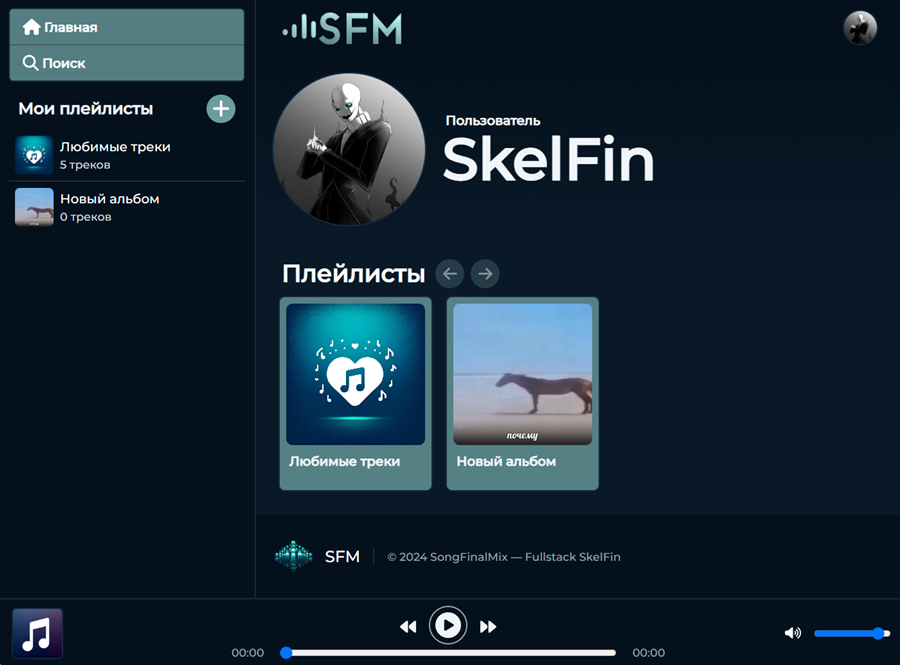 Главная
Поиск
Мои плейлисты
Любимые треки
5 треков
Новый альбом
0 треков
SFM
Пользователь
SkelFin
Плейлисты
почему
Любимые треки
Новый альбом
SFM
© 2024 SongFinalMix — Fullstack SkelFin
00:00
00:00